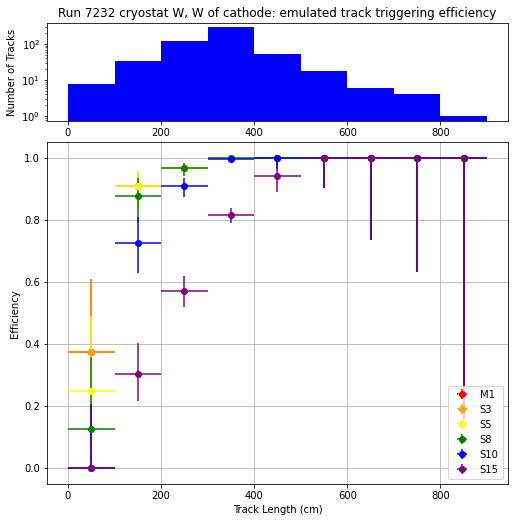 Run 7232 cryostat W, W of cathode: emulated track triggering efficiency
Number of Tracks
10²
10¹
10⁰
0 200 400 600 800
Efficiency
1.0
0.8
0.6
0.4
0.2
0.0
M1
S3
S5
S8
S10
S15
0 200 400 600 800
Track Length (cm)